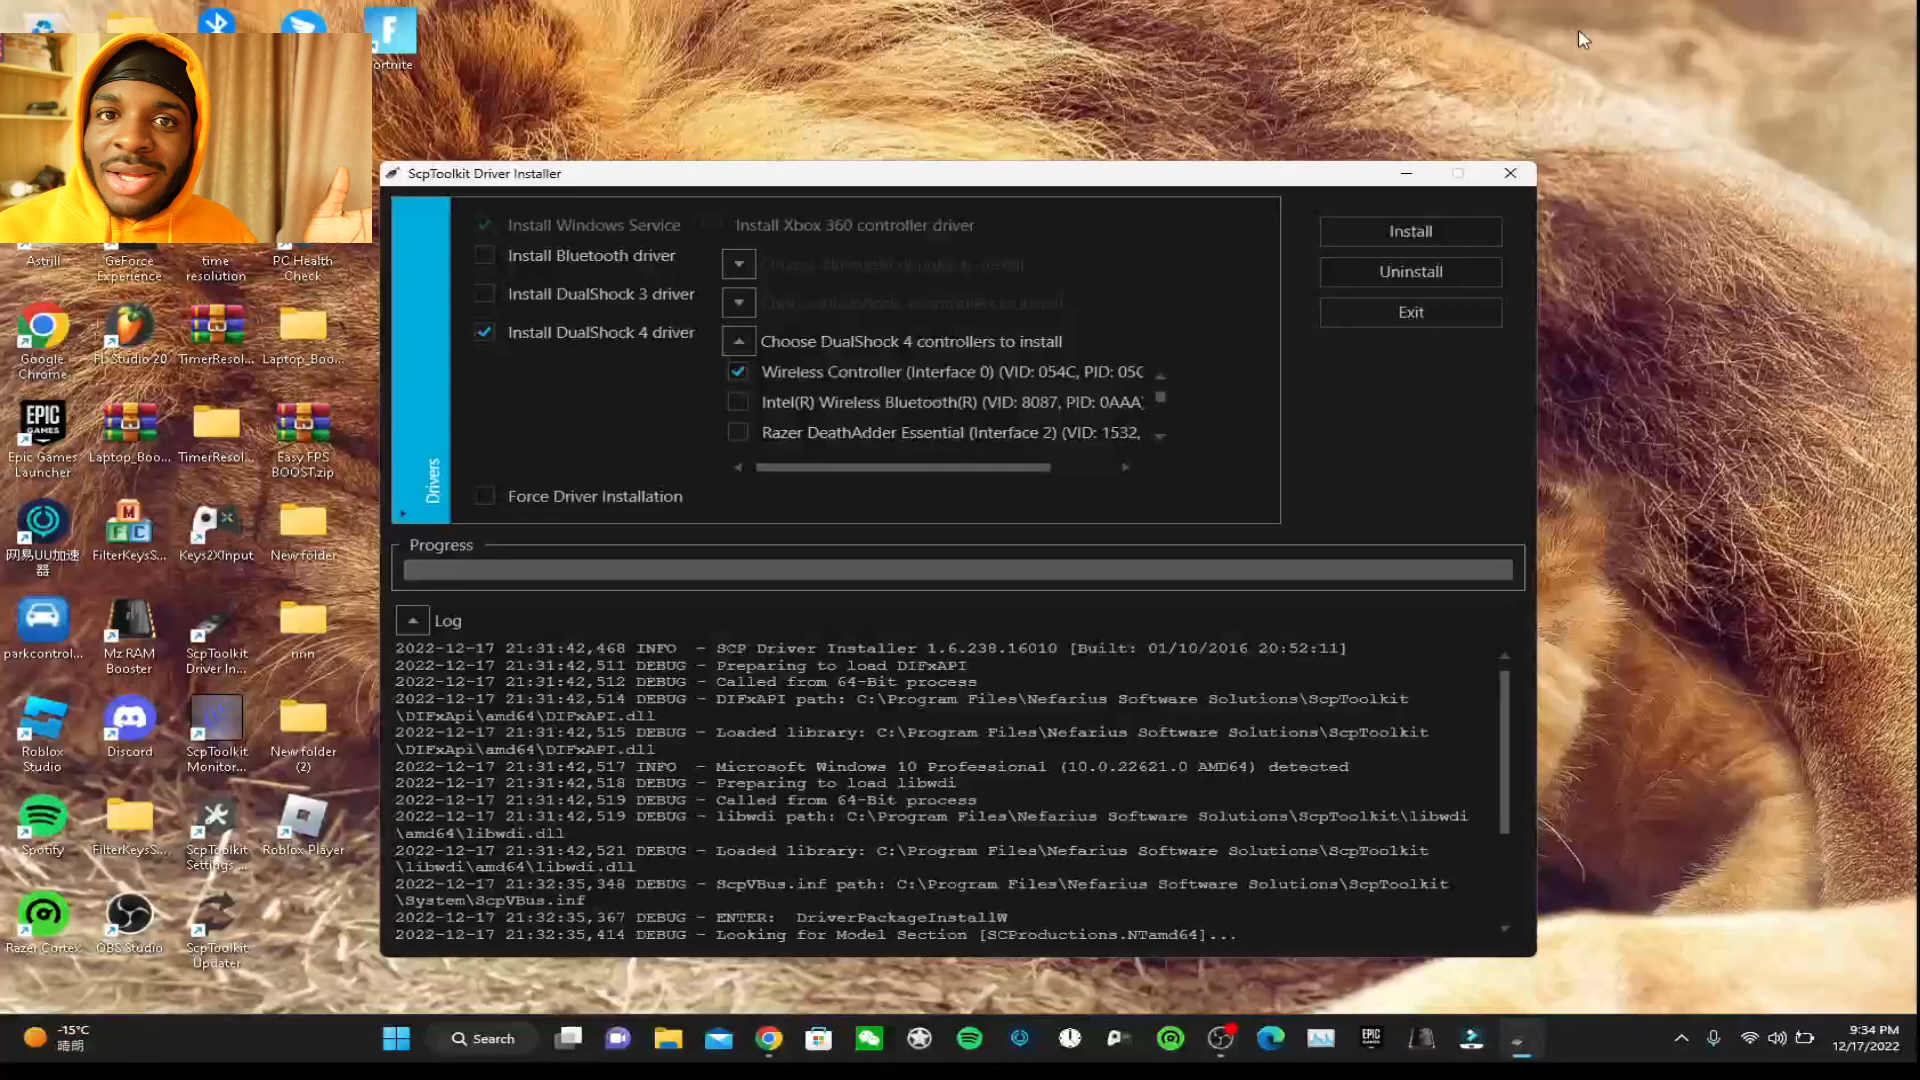 ortnite
Astrill
GeForce Experience
time resolution
PC Health Check
Google Chrome
FL Studio 20
TimerResol...
Laptop_Boo...
Epic Games Launcher
Laptop_Boo...
TimerResol...
Easy FPS BOOST.zip
网易UU加速器
FilterKeysS...
Keys2XInput
New folder
parkcontrol...
Mz RAM Booster
ScpToolkit Driver In...
nnn
Roblox Studio
Discord
ScpToolkit Monitor...
New folder (2)
Spotify
FilterKeysS...
ScpToolkit Settings ...
Roblox Player
Razer Cortex
OBS Studio
ScpToolkit Updater
EPIC GAMES
ScpToolkit Driver Installer
Install Windows Service
Install Xbox 360 controller driver
Install Bluetooth driver
Install DualShock 3 driver
Install DualShock 4 driver
Choose DualShock 4 controllers to install
Wireless Controller (Interface 0) (VID: 054C, PID: 05C
Intel(R) Wireless Bluetooth(R) (VID: 8087, PID: 0AAA)
Razer DeathAdder Essential (Interface 2) (VID: 1532,
Drivers
Force Driver Installation
Install
Uninstall
Exit
Progress
Log
2022-12-17 21:31:42,468 INFO  - SCP Driver Installer 1.6.238.16010 [Built: 01/10/2016 20:52:11]
2022-12-17 21:31:42,511 DEBUG - Preparing to load DIFxAPI
2022-12-17 21:31:42,512 DEBUG - Called from 64-Bit process
2022-12-17 21:31:42,514 DEBUG - DIFxAPI path: C:\Program Files\Nefarius Software Solutions\ScpToolkit
\DIFxApi\amd64\DIFxAPI.dll
2022-12-17 21:31:42,515 DEBUG - Loaded library: C:\Program Files\Nefarius Software Solutions\ScpToolkit
\DIFxApi\amd64\DIFxAPI.dll
2022-12-17 21:31:42,517 INFO  - Microsoft Windows 10 Professional (10.0.22621.0 AMD64) detected
2022-12-17 21:31:42,518 DEBUG - Preparing to load libwdi
2022-12-17 21:31:42,519 DEBUG - Called from 64-Bit process
2022-12-17 21:31:42,519 DEBUG - libwdi path: C:\Program Files\Nefarius Software Solutions\ScpToolkit\libwdi
\amd64\libwdi.dll
2022-12-17 21:31:42,521 DEBUG - Loaded library: C:\Program Files\Nefarius Software Solutions\ScpToolkit
\libwdi\amd64\libwdi.dll
2022-12-17 21:32:35,348 DEBUG - ScpVBus.inf path: C:\Program Files\Nefarius Software Solutions\ScpToolkit
\System\ScpVBus.inf
2022-12-17 21:32:35,367 DEBUG - ENTER:  DriverPackageInstallW
2022-12-17 21:32:35,414 DEBUG - Looking for Model Section [SCProductions.NTamd64]...
-15°C
晴朗
Search
9:34 PM
12/17/2022